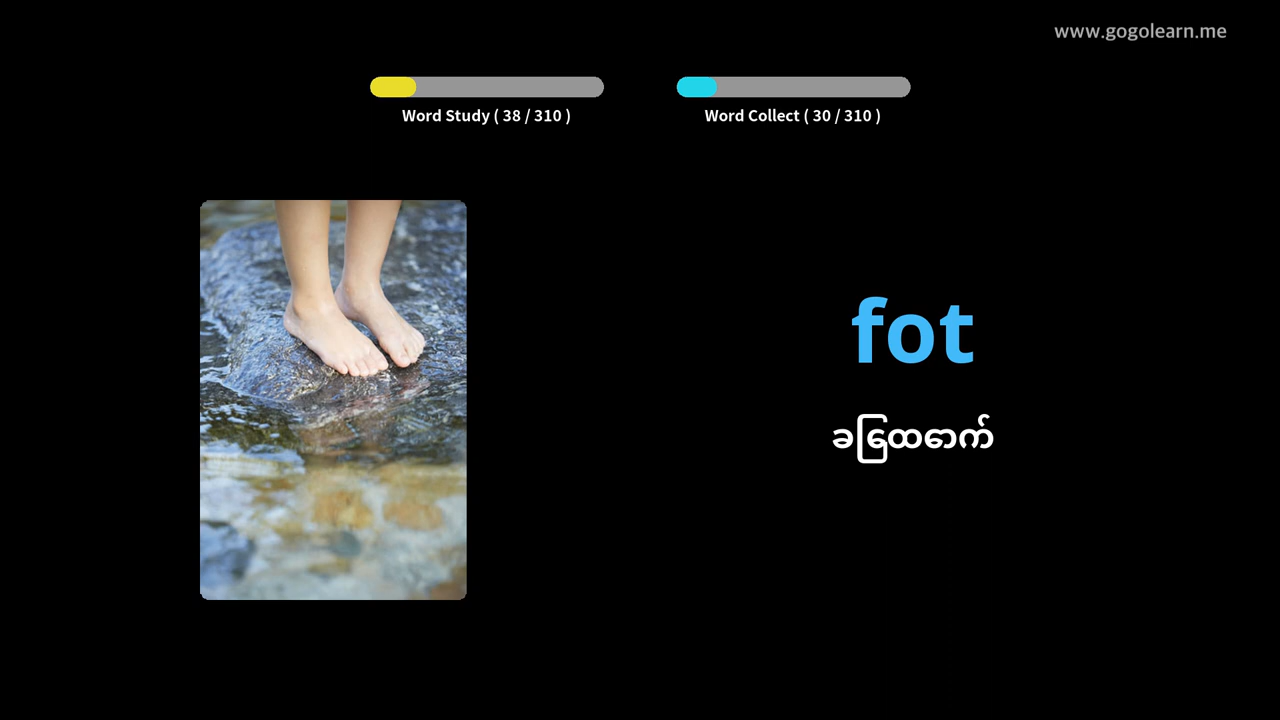 www.gogolearn.me
Word Study ( 38 / 310 )
Word Collect ( 30 / 310 )
fot
ခြေထောက်